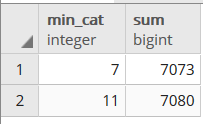 min_cat sum
integer bigint
1 7 7073
2 11 7080